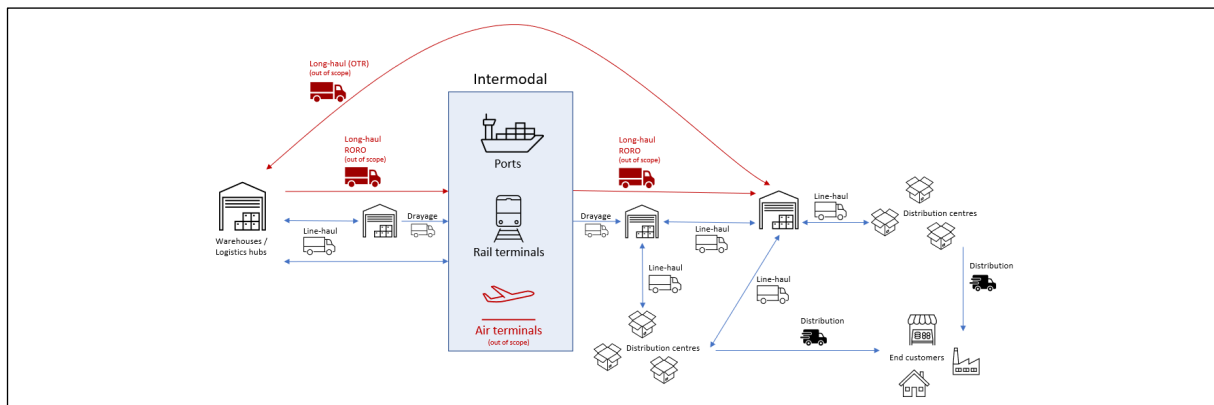 Long-haul (OTR)
(out of scope)
Intermodal
Long-haul
RORO
(out of scope)
Ports
Long-haul
RORO
(out of scope)
Warehouses /
Logistics hubs
Line-haul
Drayage
Rail terminals
Drayage
Line-haul
Line-haul
Distribution centres
Line-haul
Line-haul
Distribution
Air terminals
(out of scope)
Distribution centres
Distribution
End customers